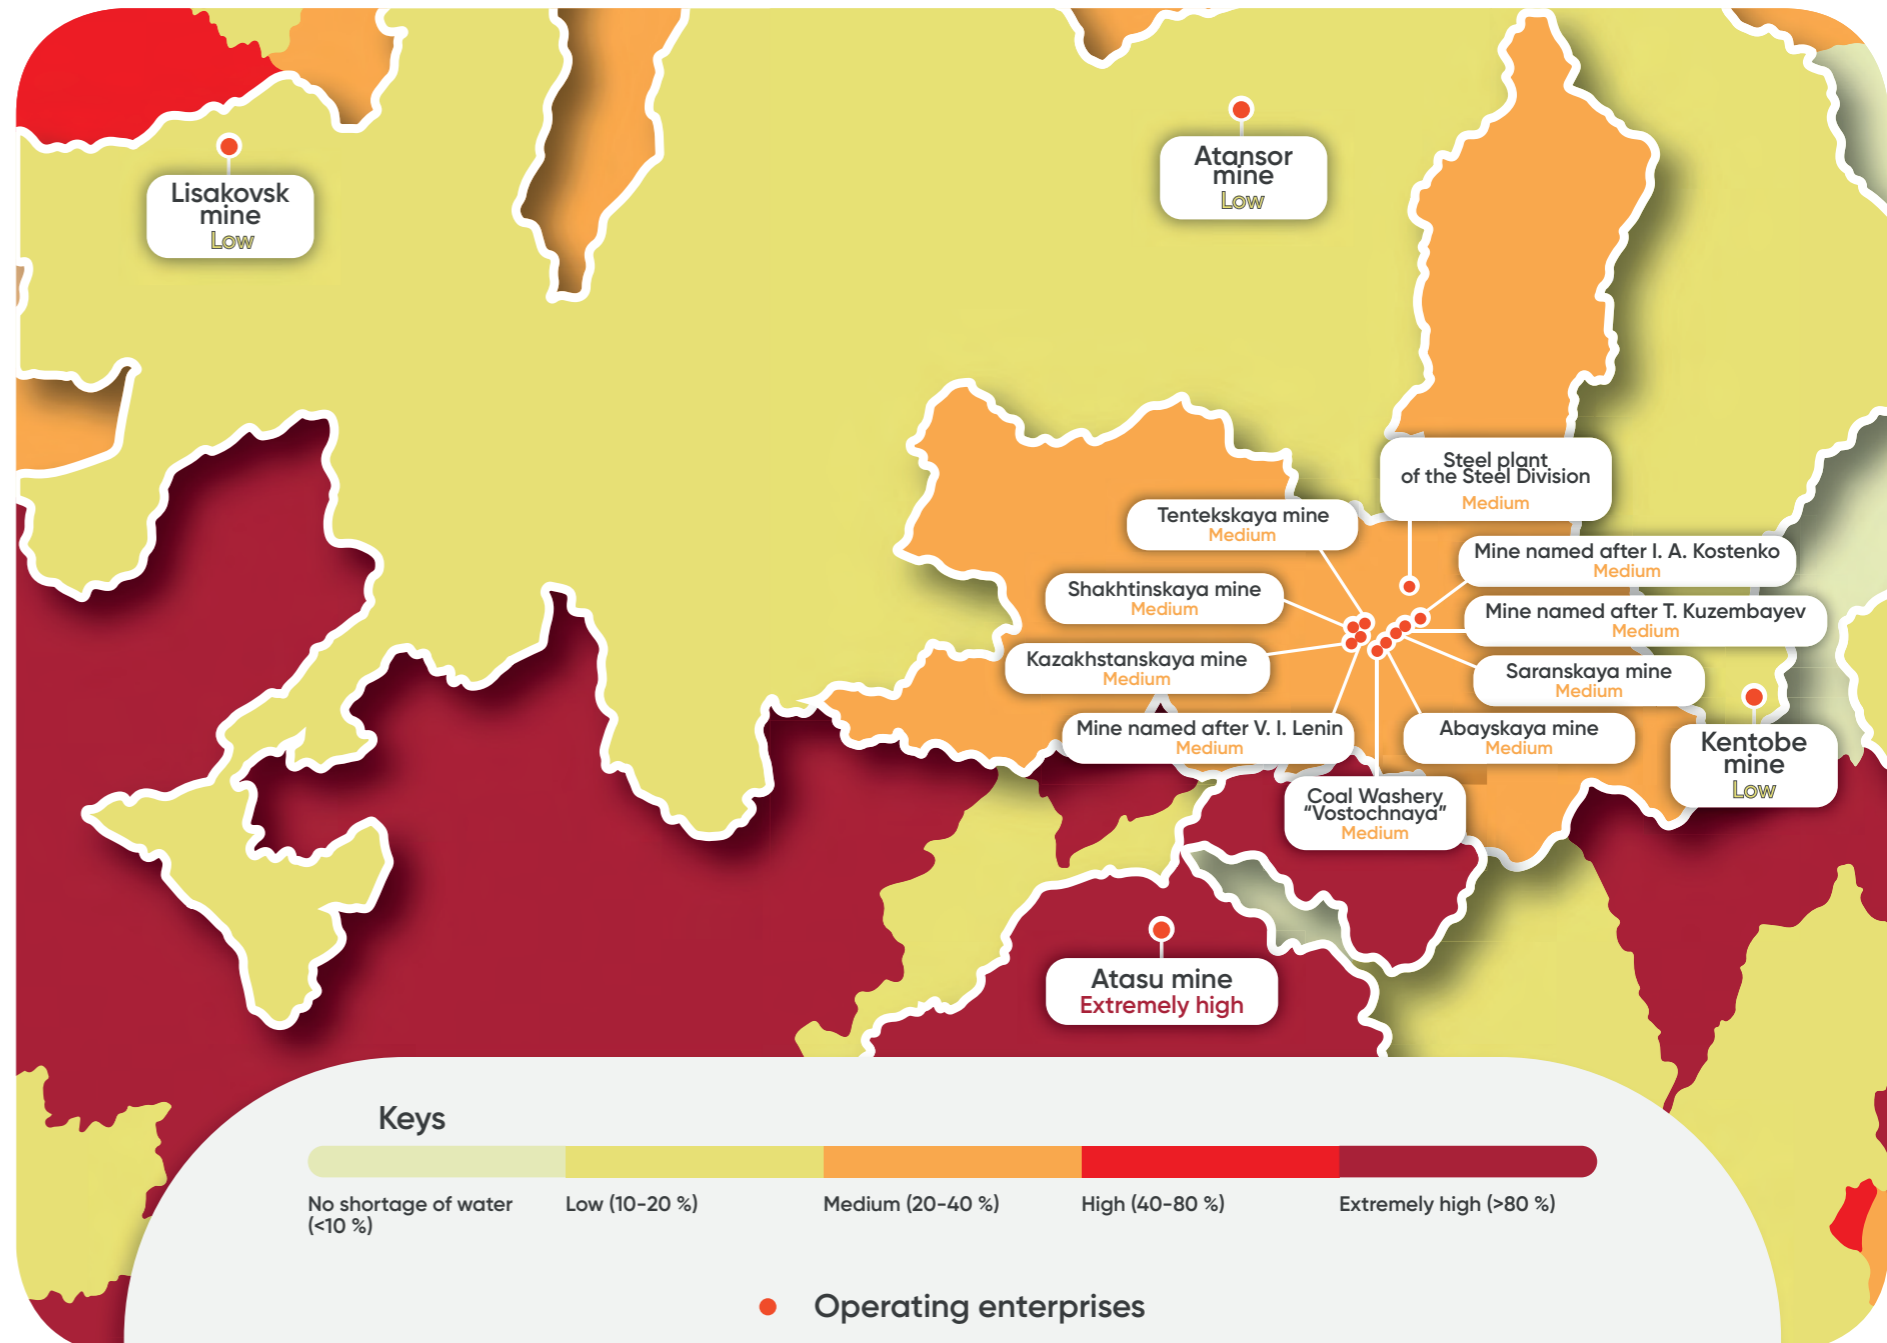 Lisakovsk
mine
Low
Atansor
mine
Low
Steel plant
of the Steel Division
Medium
Tentekskaya mine
Medium
Mine named after I. A. Kostenko
Medium
Shakhtinskaya mine
Medium
Mine named after T. Kuzembayev
Medium
Kazakhstanskaya mine
Medium
Saranskaya mine
Medium
Mine named after V. I. Lenin
Medium
Abayskaya mine
Medium
Kentobe
mine
Low
Coal Washery
“Vostochnaya”
Medium
Atasu mine
Extremely high
Keys
No shortage of water
(<10 %)
Low (10-20 %)
Medium (20-40 %)
High (40-80 %)
Extremely high (>80 %)
Operating enterprises